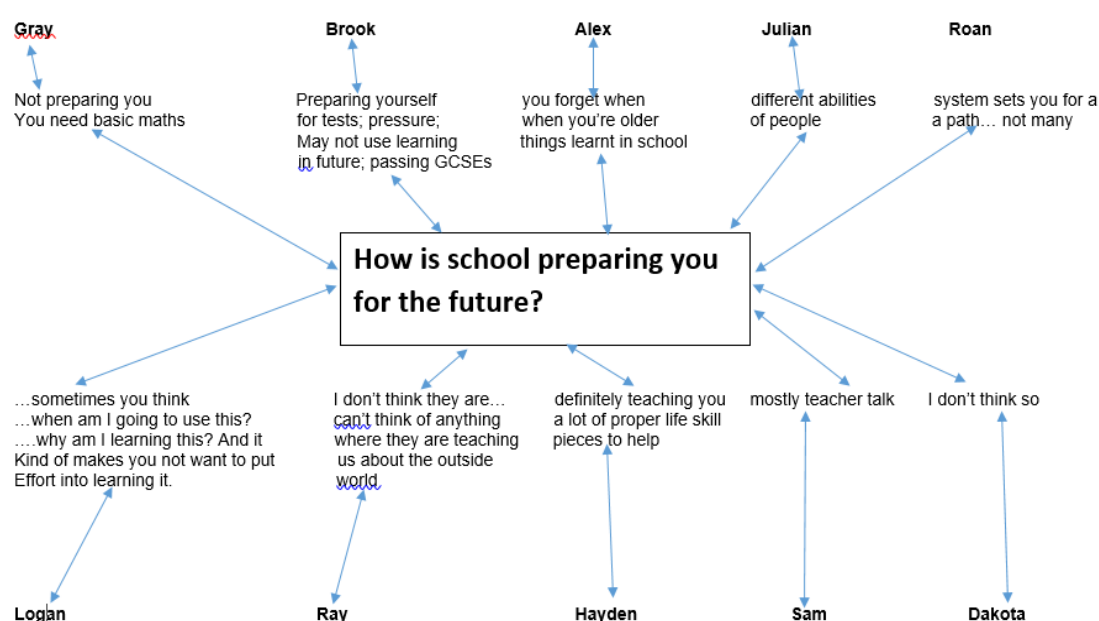 Gray
Brook
Alex
Julian
Roan
Not preparing you
You need basic maths
Preparing yourself
for tests; pressure;
May not use learning
in future; passing GCSEs
you forget when
when you're older
things learnt in school
different abilities
of people
system sets you for a
a path… not many
How is school preparing you
for the future?
…sometimes you think
…when am I going to use this?
….why am I learning this? And it
Kind of makes you not want to put
Effort into learning it.
I don't think they are…
can't think of anything
where they are teaching
us about the outside
world
definitely teaching you
a lot of proper life skill
pieces to help
mostly teacher talk
I don't think so
Logan
Ray
Hayden
Sam
Dakota